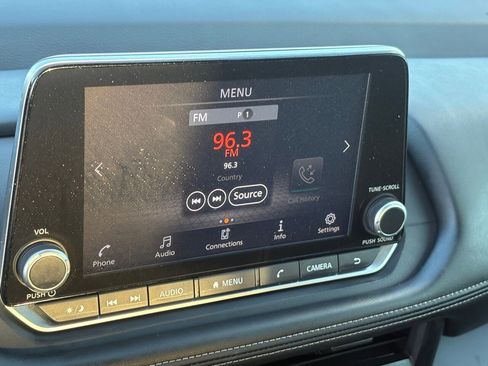 MENU
FM P 1
96.3
FM
96.3
Country
Source
Call History
Phone Audio Connections Info Settings
VOL
PUSH
TUNE-SCROLL
PUSH SOUND
AUDIO MENU CAMERA